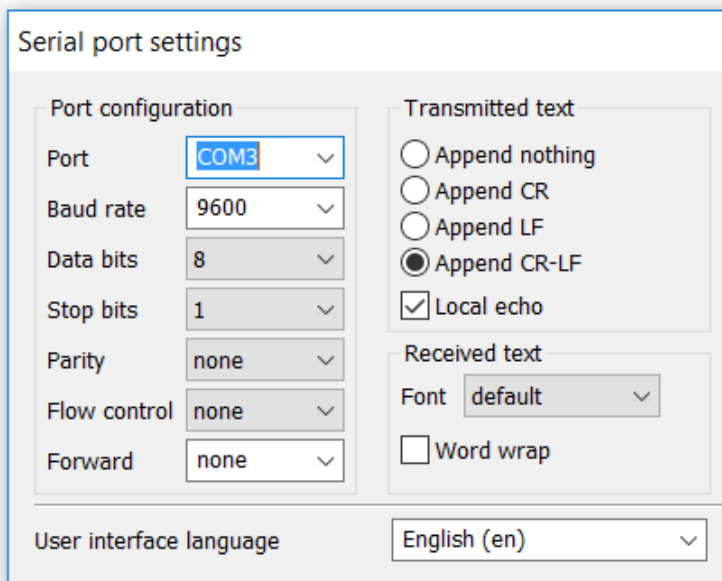 Serial port settings
Port configuration
Port COM3
Baud rate 9600
Data bits 8
Stop bits 1
Parity none
Flow control none
Forward none
Transmitted text
Append nothing
Append CR
Append LF
Append CR-LF
Local echo
Received text
Font default
Word wrap
User interface language English (en)